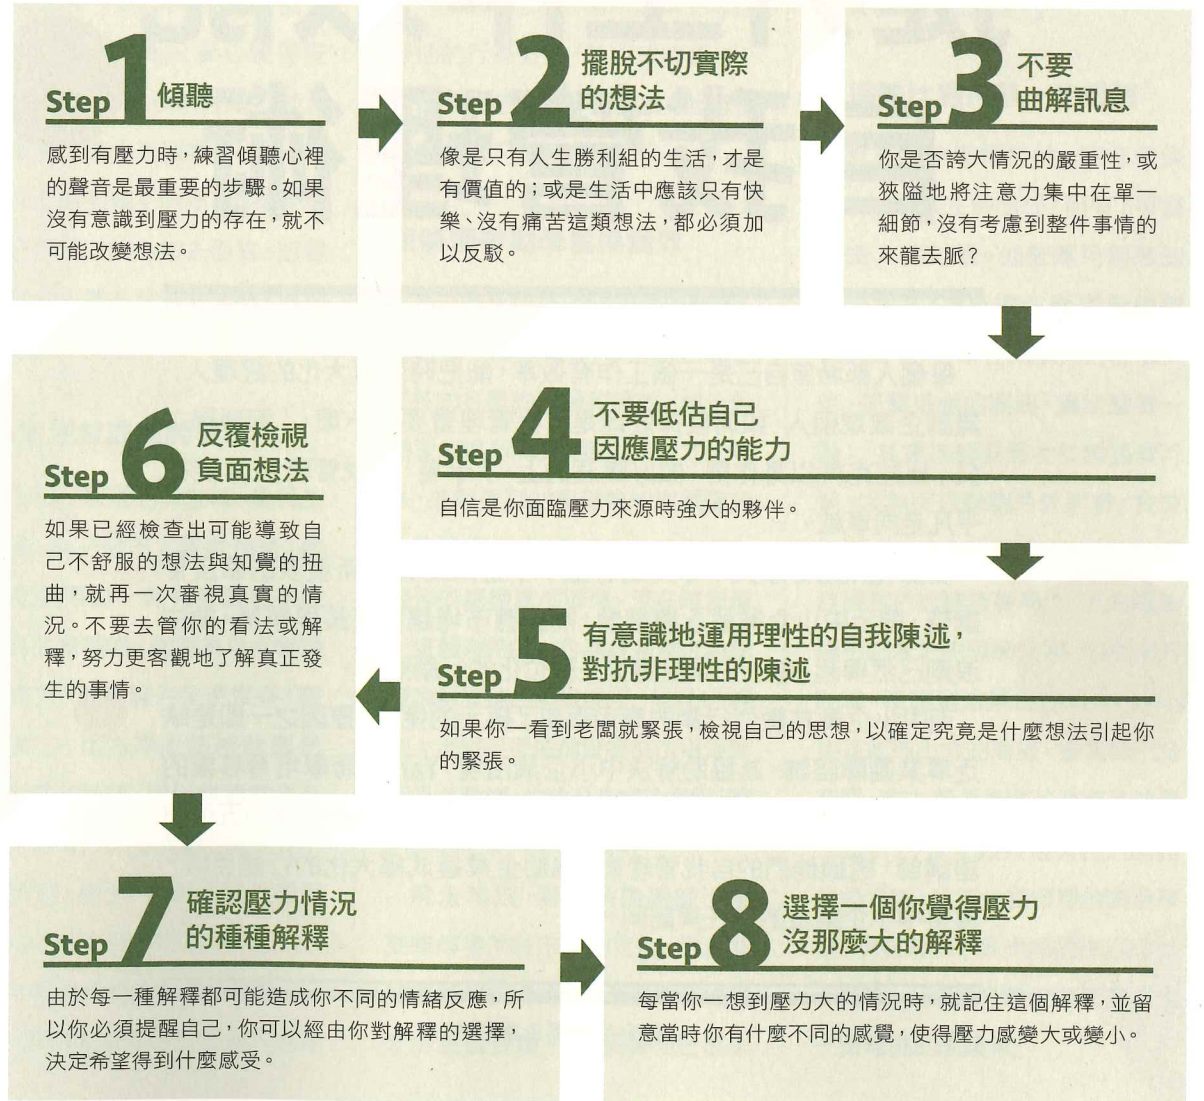 Step 1 傾聽
感到有壓力時，練習傾聽心裡
的聲音是最重要的步驟。如果
沒有意識到壓力的存在，就不
可能改變想法。
Step 2 擺脫不切實際
的想法
像是只有人生勝利組的生活，才是
有價值的；或是生活中應該只有快
樂、沒有痛苦這類想法，都必須加
以反駁。
Step 3 不要
曲解訊息
你是否誇大情況的嚴重性，或
狹隘地將注意力集中在單一
細節，沒有考慮到整件事情的
來龍去脈？
Step 4 不要低估自己
因應壓力的能力
自信是你面臨壓力來源時強大的夥伴。
Step 5 有意識地運用理性的自我陳述，
對抗非理性的陳述
如果你一看到老闆就緊張，檢視自己的思想，以確定究竟是什麼想法引起你
的緊張。
Step 6 反覆檢視
負面想法
如果已經檢查出可能導致自
己不舒服的想法與知覺的扭
曲，就再一次審視真實的情
況。不要去管你的看法或解
釋，努力更客觀地了解真正發
生的事情。
Step 7 確認壓力情況
的種種解釋
由於每一種解釋都可能造成你不同的情緒反應，所
以你必須提醒自己，你可以經由你對解釋的選擇，
決定希望得到什麼感受。
Step 8 選擇一個你覺得壓力
沒那麼大的解釋
每當你一想到壓力大的情況時，就記住這個解釋，並留
意當時你有什麼不同的感覺，使得壓力感變大或變小。